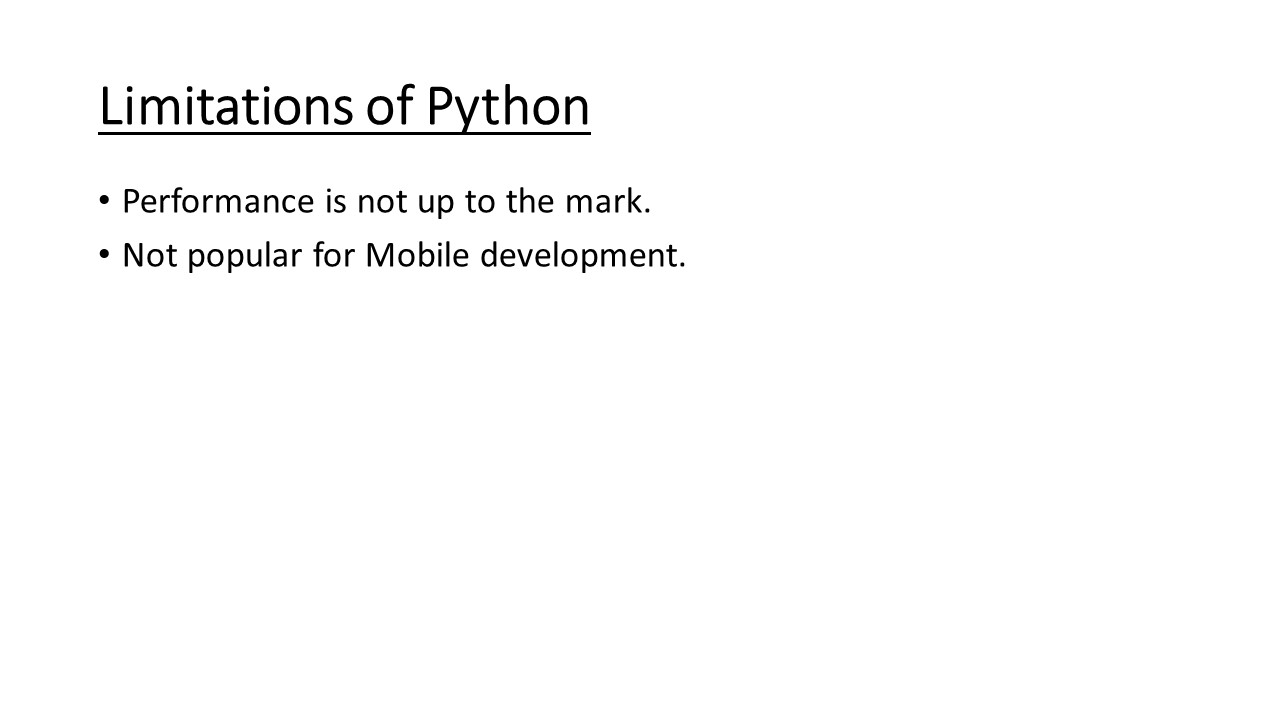 Limitations of Python
• Performance is not up to the mark.
• Not popular for Mobile development.